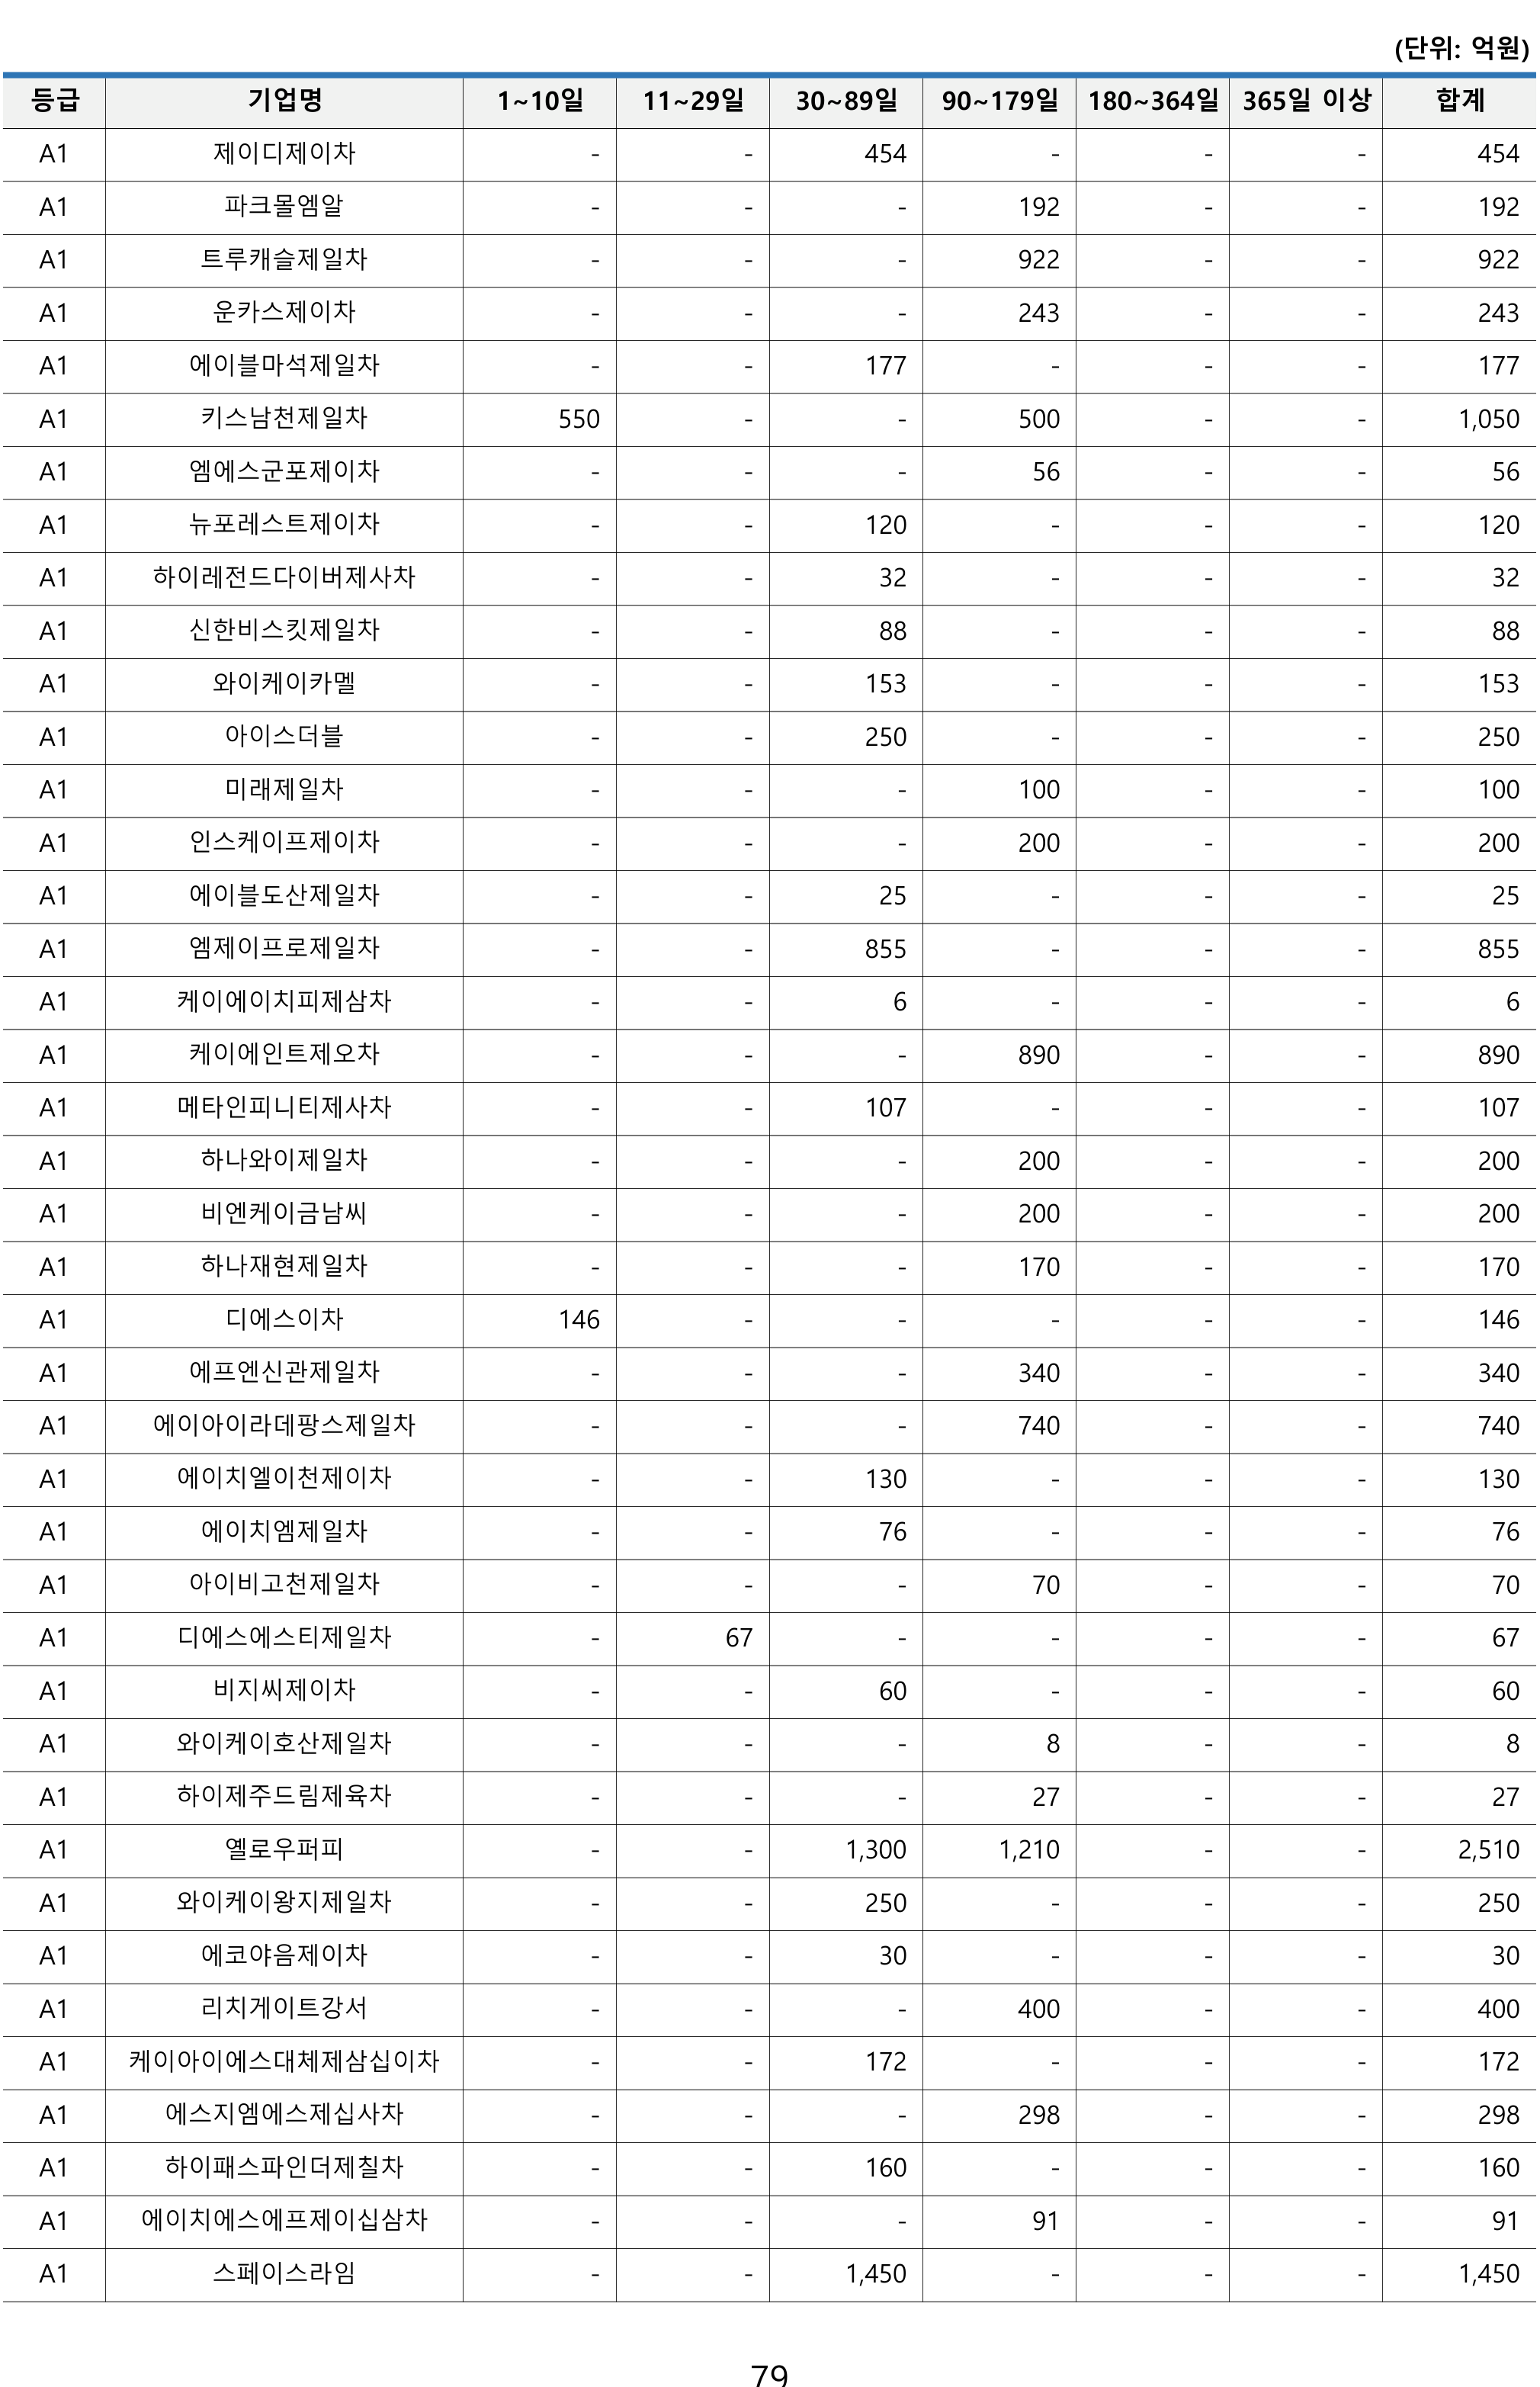 (단위: 억원)
등급 기업명 1~10일 11~29일 30~89일 90~179일 180~364일 365일 이상 합계
A1 제이디제이차 - - 454 - - - 454
A1 파크몰엠알 - - - 192 - - 192
A1 트루캐슬제일차 - - - 922 - - 922
A1 운카스제이차 - - - 243 - - 243
A1 에이블마석제일차 - - 177 - - - 177
A1 키스남천제일차 550 - - 500 - - 1,050
A1 엠에스군포제이차 - - - 56 - - 56
A1 뉴포레스트제이차 - - 120 - - - 120
A1 하이레전드다이버제사차 - - 32 - - - 32
A1 신한비스킷제일차 - - 88 - - - 88
A1 와이케이카멜 - - 153 - - - 153
A1 아이스더블 - - 250 - - - 250
A1 미래제일차 - - - 100 - - 100
A1 인스케이프제이차 - - - 200 - - 200
A1 에이블도산제일차 - - 25 - - - 25
A1 엠제이프로제일차 - - 855 - - - 855
A1 케이에이치피제삼차 - - 6 - - - 6
A1 케이에인트제오차 - - - 890 - - 890
A1 메타인피니티제사차 - - 107 - - - 107
A1 하나와이제일차 - - - 200 - - 200
A1 비엔케이금남씨 - - - 200 - - 200
A1 하나재현제일차 - - - 170 - - 170
A1 디에스이차 146 - - - - - 146
A1 에프엔신관제일차 - - - 340 - - 340
A1 에이아이라데팡스제일차 - - - 740 - - 740
A1 에이치엘이천제이차 - - 130 - - - 130
A1 에이치엠제일차 - - 76 - - - 76
A1 아이비고천제일차 - - - 70 - - 70
A1 디에스에스티제일차 - 67 - - - - 67
A1 비지씨제이차 - - 60 - - - 60
A1 와이케이호산제일차 - - - 8 - - 8
A1 하이제주드림제육차 - - - 27 - - 27
A1 옐로우퍼피 - - 1,300 1,210 - - 2,510
A1 와이케이왕지제일차 - - 250 - - - 250
A1 에코야음제이차 - - 30 - - - 30
A1 리치게이트강서 - - - 400 - - 400
A1 케이아이에스대체제삼십이차 - - 172 - - - 172
A1 에스지엠에스제십사차 - - - 298 - - 298
A1 하이패스파인더제칠차 - - 160 - - - 160
A1 에이치에스에프제이십삼차 - - - 91 - - 91
A1 스페이스라임 - - 1,450 - - - 1,450
79